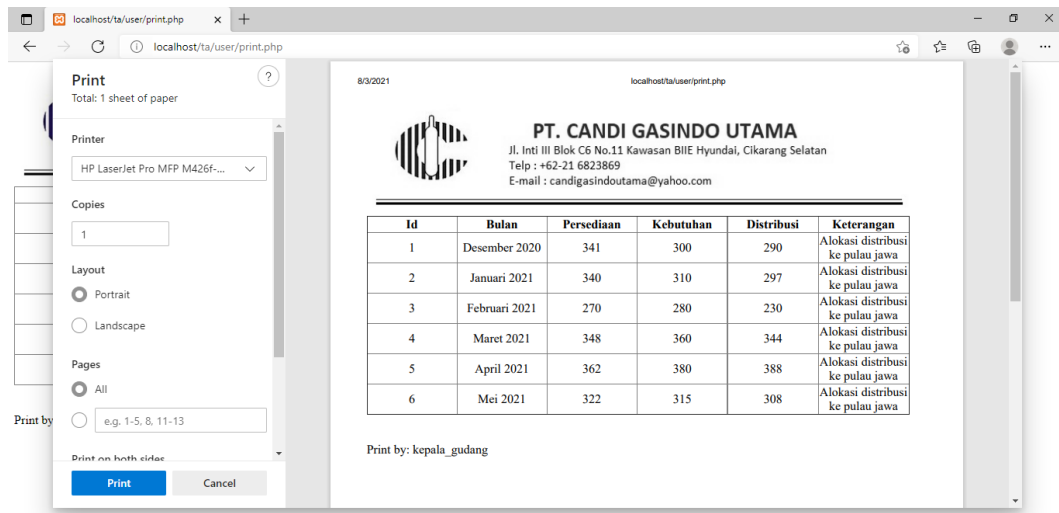 localhost/ta/user/print.php
localhost/ta/user/print.php
Print
Total: 1 sheet of paper
?
Printer
HP LaserJet Pro MFP M426f-...
Copies
1
Layout
Portrait
Landscape
Pages
All
e.g. 1-5, 8, 11-13
Print on both sides
Print Cancel
Print by
8/3/2021 localhost/ta/user/print.php
PT. CANDI GASINDO UTAMA
Jl. Inti III Blok C6 No.11 Kawasan BIIE Hyundai, Cikarang Selatan
Telp : +62-21 6823869
E-mail : candigasindoutama@yahoo.com
Id Bulan Persediaan Kebutuhan Distribusi Keterangan
1 Desember 2020 341 300 290 Alokasi distribusi
ke pulau jawa
2 Januari 2021 340 310 297 Alokasi distribusi
ke pulau jawa
3 Februari 2021 270 280 230 Alokasi distribusi
ke pulau jawa
4 Maret 2021 348 360 344 Alokasi distribusi
ke pulau jawa
5 April 2021 362 380 388 Alokasi distribusi
ke pulau jawa
6 Mei 2021 322 315 308 Alokasi distribusi
ke pulau jawa
Print by: kepala_gudang